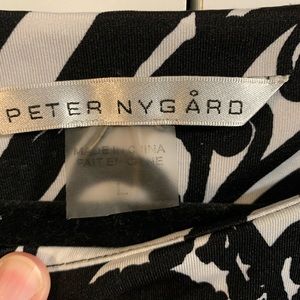 PETER NYGÅRD
MADE IN CHINA
FAIT EN CHINE
L